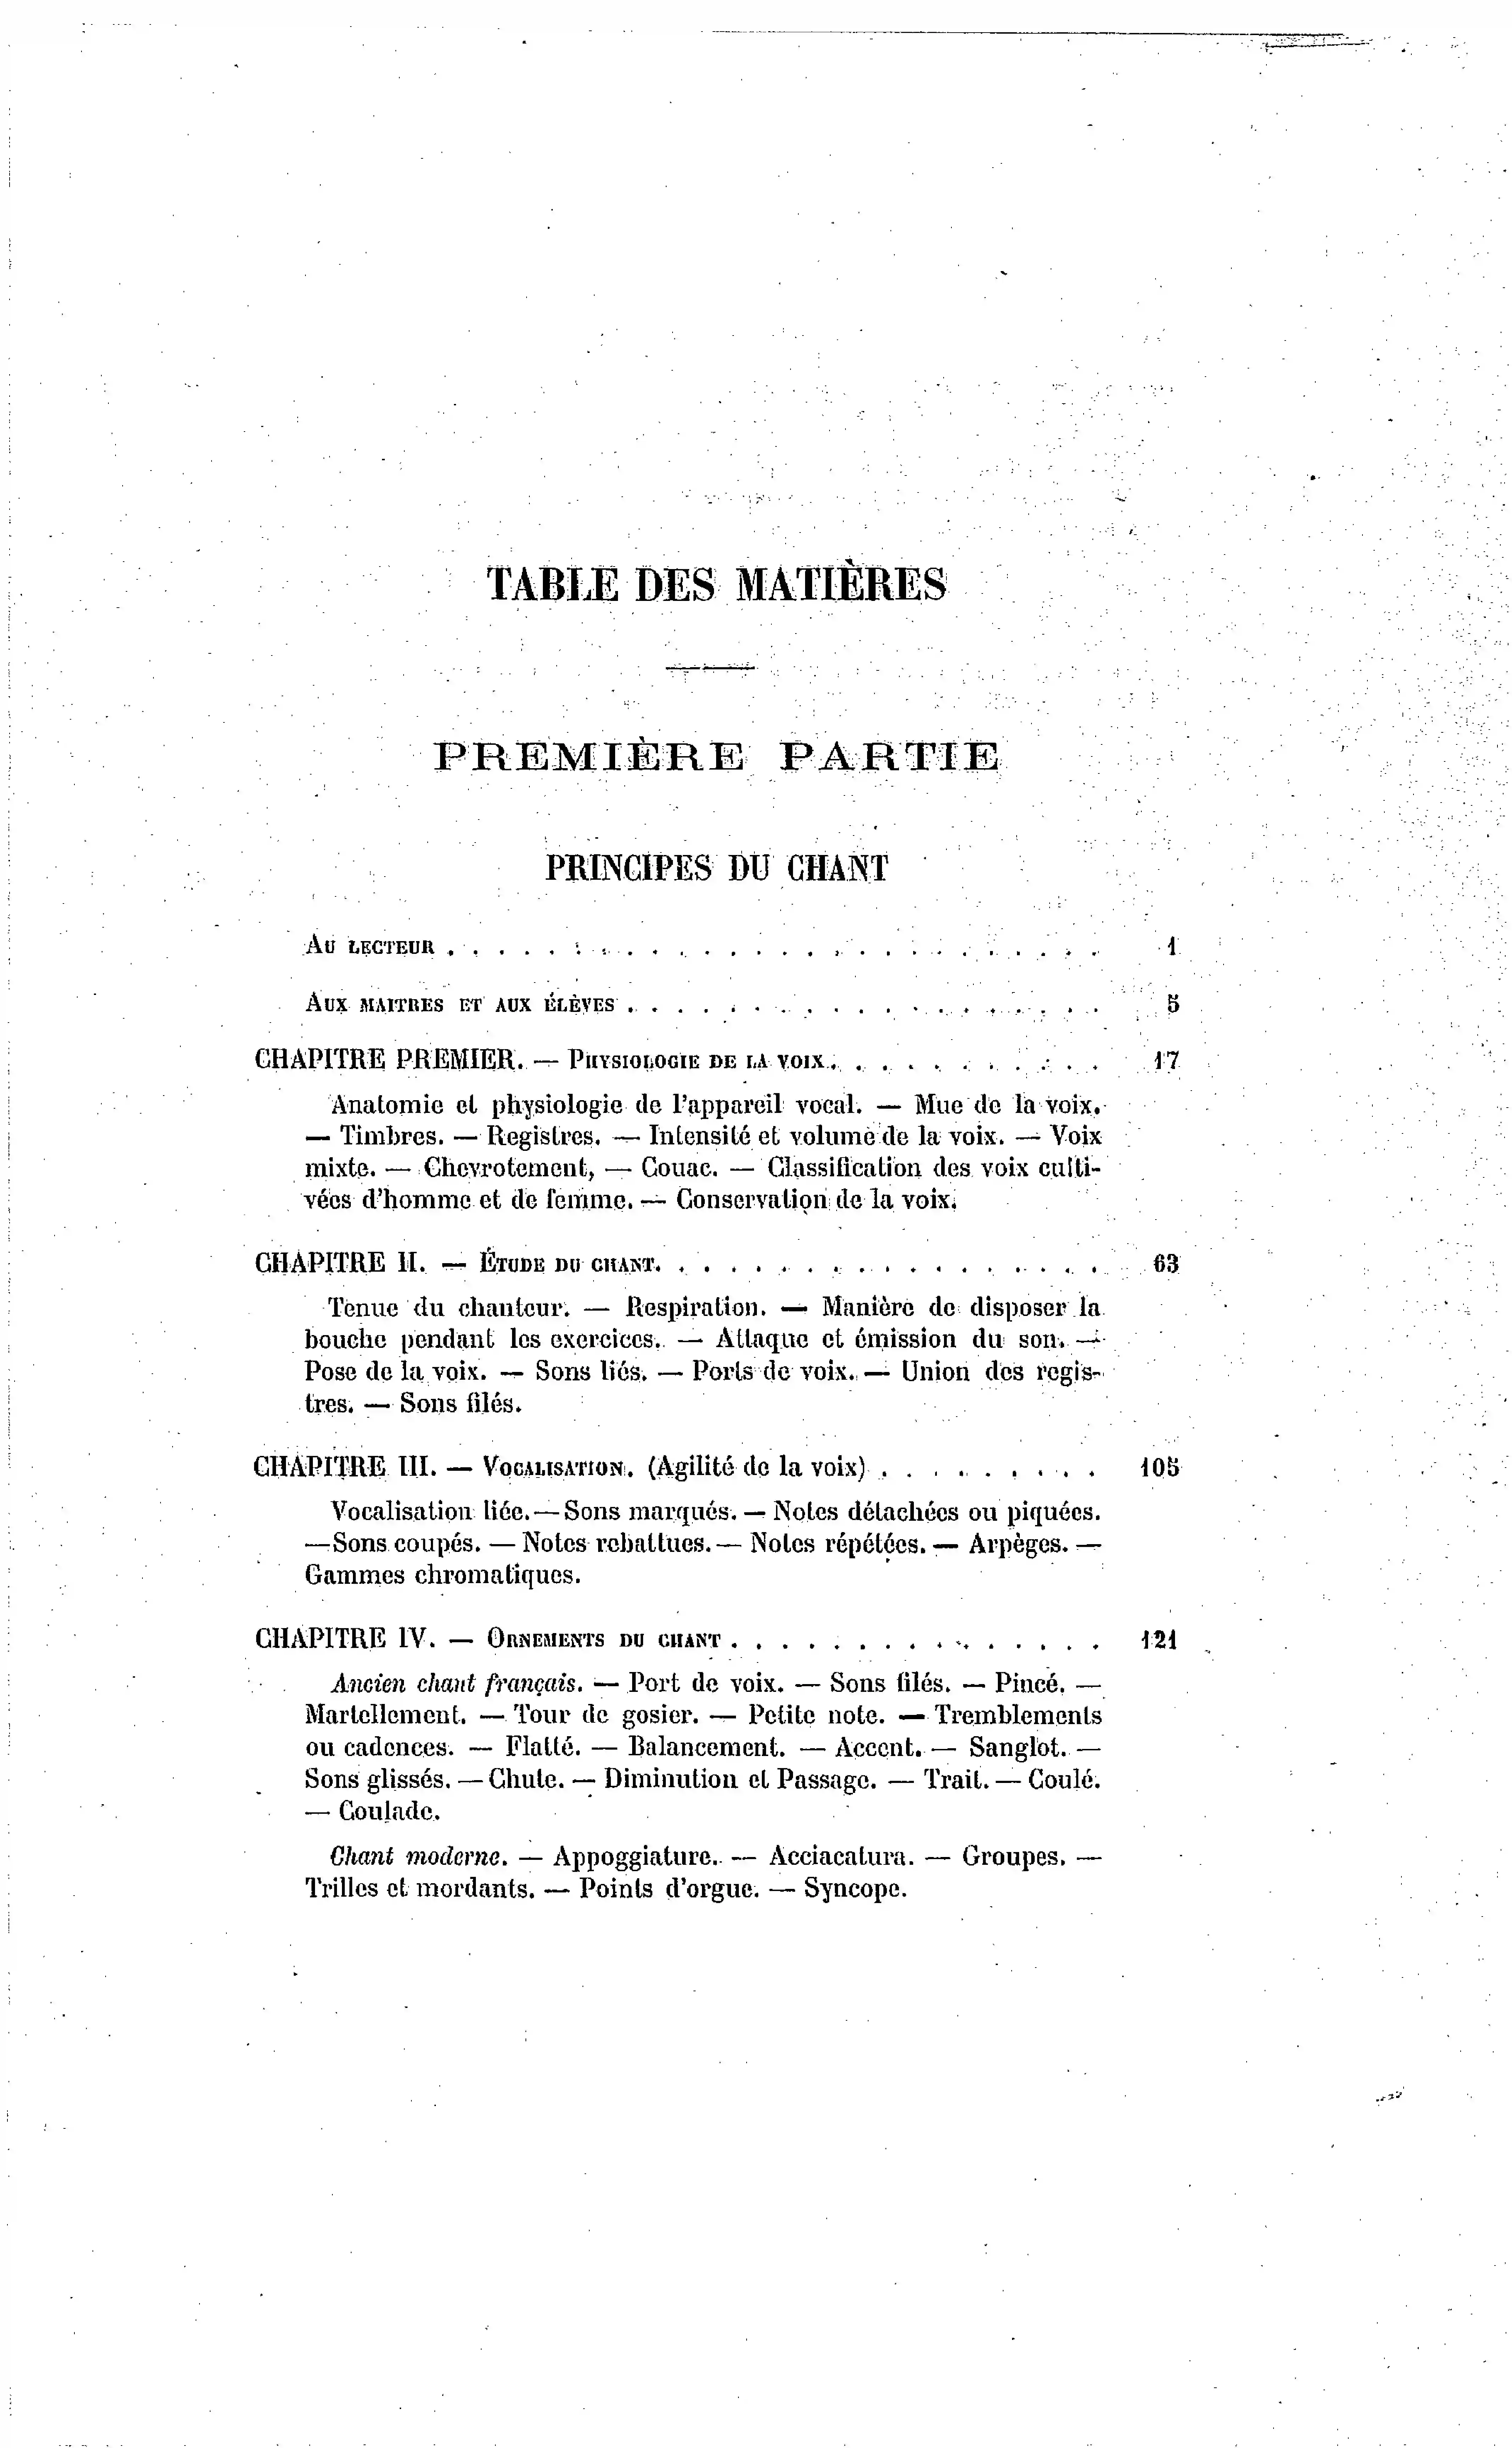 TABLE DES MATIÈRES
PREMIÈRE PARTIE
PRINCIPES DU CHANT
AU LECTEUR . . . . . . . . . . . . . . . . . . . . . . . . . . 1
AUX MAITRES ET AUX ÉLÈVES . . . . . . . . . . . . . . . . . . . 5
CHAPITRE PREMIER. — PHYSIOLOGIE DE LA VOIX. . . . . . . . . . . 17
Anatomie et physiologie de l'appareil vocal. — Mue de la voix.
— Timbres. — Registres. — Intensité et volume de la voix. — Voix
mixte. — Chevrotement, — Couac. — Classification des voix culti-
vées d'homme et de femme. — Conservation de la voix.
CHAPITRE II. — ÉTUDE DU CHANT. . . . . . . . . . . . . . . . . . 63
Tenue du chanteur. — Respiration. — Manière de disposer la
bouche pendant les exercices. — Attaque et émission du son. —
Pose de la voix. — Sons liés. — Ports de voix. — Union des regis-
tres. — Sons filés.
CHAPITRE III. — VOCALISATION. (Agilité de la voix) . . . . . . . . . 105
Vocalisation liée. — Sons marqués. — Notes détachées ou piquées.
— Sons coupés. — Notes rebattues. — Notes répétées. — Arpèges. —
Gammes chromatiques.
CHAPITRE IV. — ORNEMENTS DU CHANT . . . . . . . . . . . . . . . 121
Ancien chant français. — Port de voix. — Sons filés. — Pincé. —
Martellement. — Tour de gosier. — Petite note. — Tremblements
ou cadences. — Flatté. — Balancement. — Accent. — Sanglot. —
Sons glissés. — Chute. — Diminution et Passage. — Trait. — Coulé.
— Coulade.
Chant moderne. — Appoggiature. — Acciacatura. — Groupes. —
Trilles et mordants. — Points d'orgue. — Syncope.